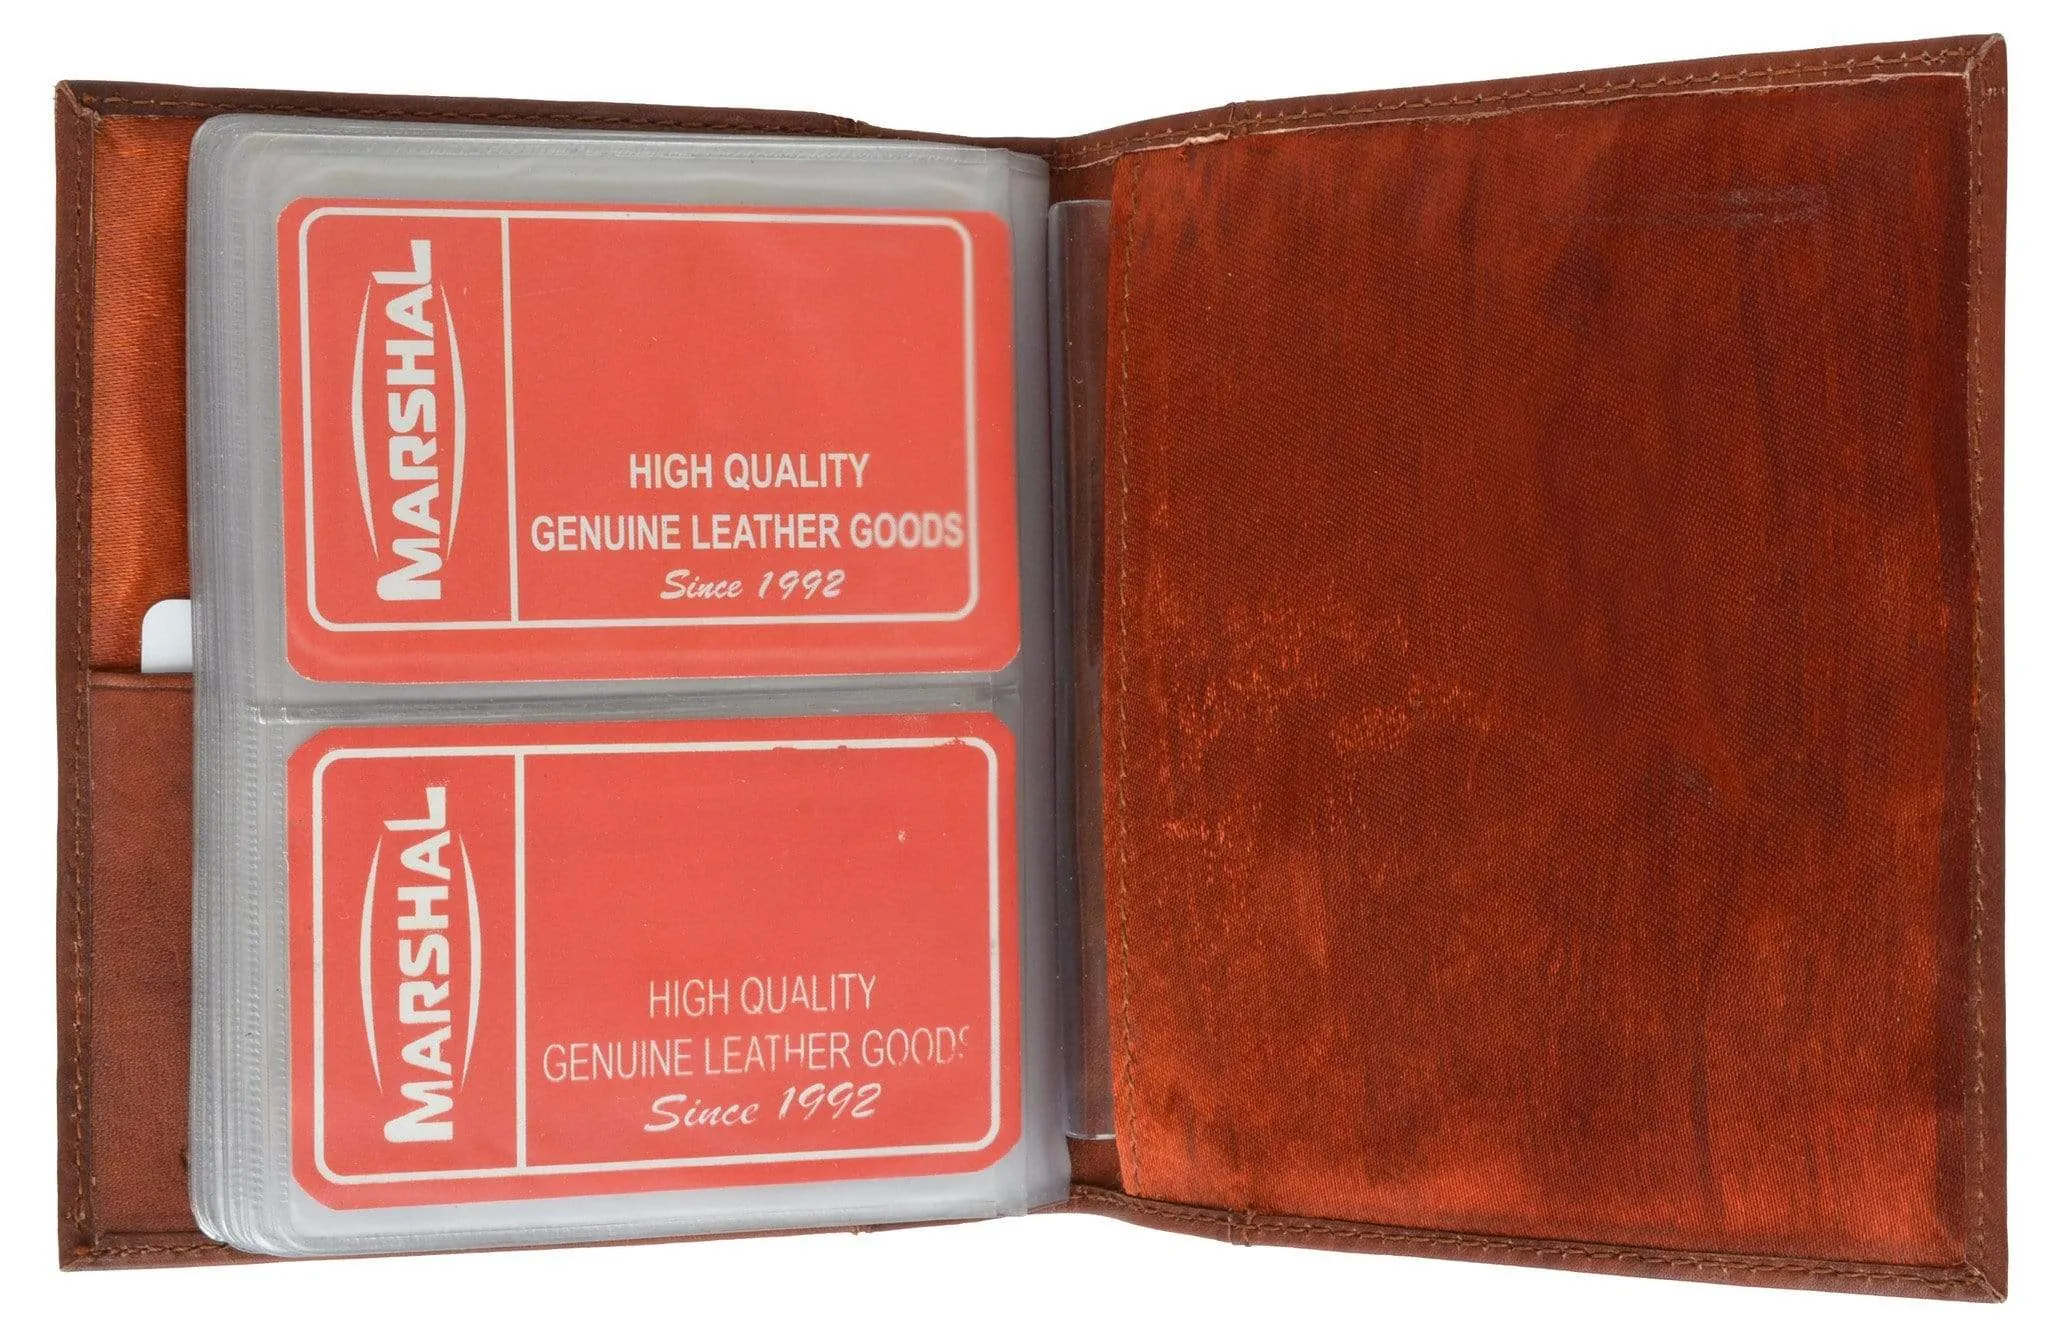 MARSHAL
HIGH QUALITY
GENUINE LEATHER GOODS
Since 1992
MARSHAL
HIGH QUALITY
GENUINE LEATHER GOODS
Since 1992